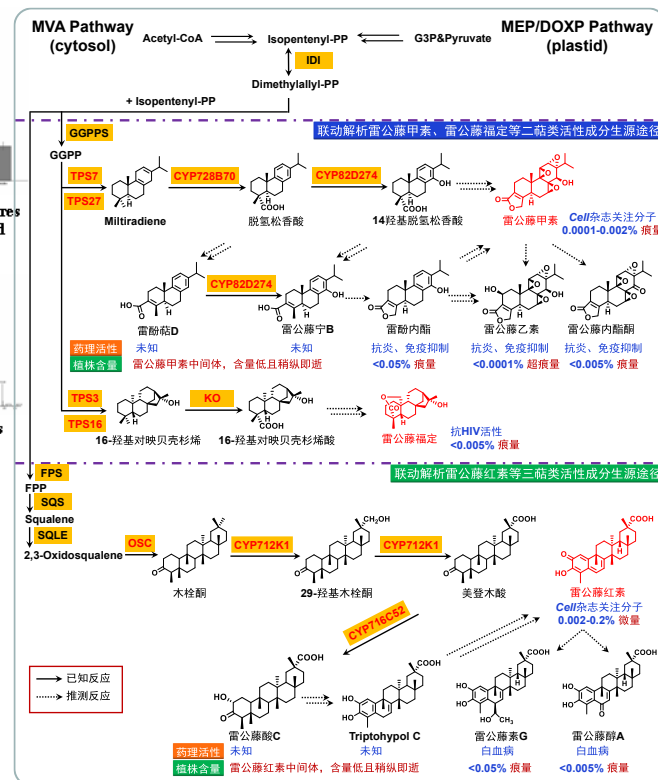 MVA Pathway
(cytosol)
Acetyl-CoA
Isopentenyl-PP
G3P&Pyruvate
MEP/DOXP Pathway
(plastid)
IDI
Dimethylallyl-PP
+ Isopentenyl-PP
联动解析雷公藤甲素、雷公藤福定等二萜类活性成分生源途径
GGPPS
GGPP
TPS7
TPS27
CYP728B70
CYP82D274
Miltiradiene
脱氢松香酸
14羟基脱氢松香酸
雷公藤甲素
Cell杂志关注分子
0.0001-0.002% 痕量
CYP82D274
雷酚萜D
雷公藤宁B
雷酚内酯
雷公藤乙素
雷公藤内酯酮
药理活性
未知
未知
抗炎、免疫抑制
抗炎、免疫抑制
抗炎、免疫抑制
植株含量
雷公藤甲素中间体，含量低且稍纵即逝
<0.05% 痕量
<0.0001% 超痕量
<0.005% 痕量
TPS3
TPS16
KO
16-羟基对映贝壳杉烯
16-羟基对映贝壳杉烯酸
雷公藤福定
抗HIV活性
<0.005% 痕量
联动解析雷公藤红素等三萜类活性成分生源途径
FPS
FPP
SQS
Squalene
SQLE
2,3-Oxidosqualene
OSC
CYP712K1
CYP712K1
木栓酮
29-羟基木栓酮
美登木酸
雷公藤红素
Cell杂志关注分子
0.002-0.2% 微量
CYP716C52
已知反应
推测反应
雷公藤酸C
Triptohypol C
雷公藤素G
雷公藤醇A
药理活性
未知
未知
白血病
白血病
植株含量
雷公藤红素中间体，含量低且稍纵即逝
<0.05% 痕量
<0.005% 痕量